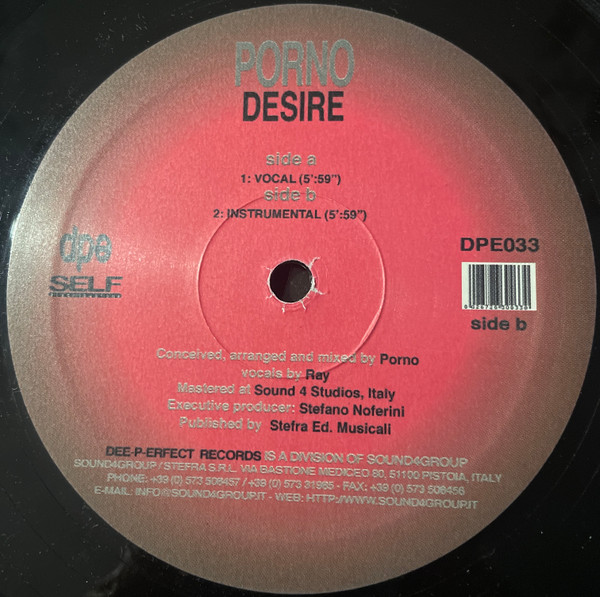 PORNO
DESIRE
side a
1: VOCAL (5':59")
side b
2: INSTRUMENTAL (5':59")
dpe
SELF
DPE033
side b
Conceived, arranged and mixed by Porno
vocals by Ray
Mastered at Sound 4 Studios, Italy
Executive producer: Stefano Noferini
Published by Stefra Ed. Musicali
DEE-P-ERFECT RECORDS IS A DIVISION OF SOUND4GROUP
SOUND4GROUP / STEFRA S.R.L. VIA BASTIONE MEDICEO 80, 51100 PISTOIA, ITALY
PHONE: +39 (0) 573 508457 / +39 (0) 573 31985 - FAX: +39 (0) 573 508456
E-MAIL: INFO@SOUND4GROUP.IT - WEB: HTTP://WWW.SOUND4GROUP.IT